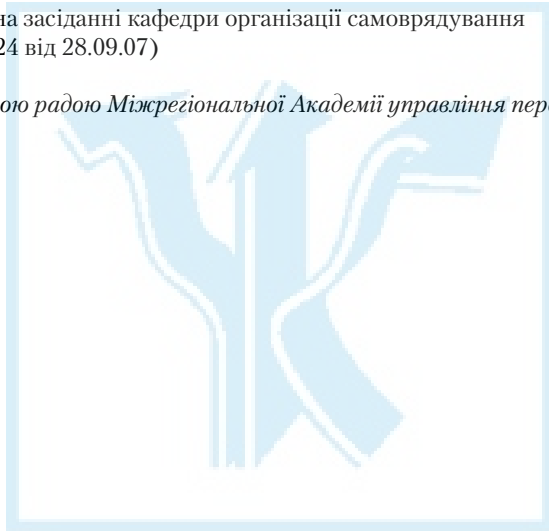 на засіданні кафедри організації самоврядування
24 від 28.09.07)
ою радою Міжрегіональної Академії управління пер